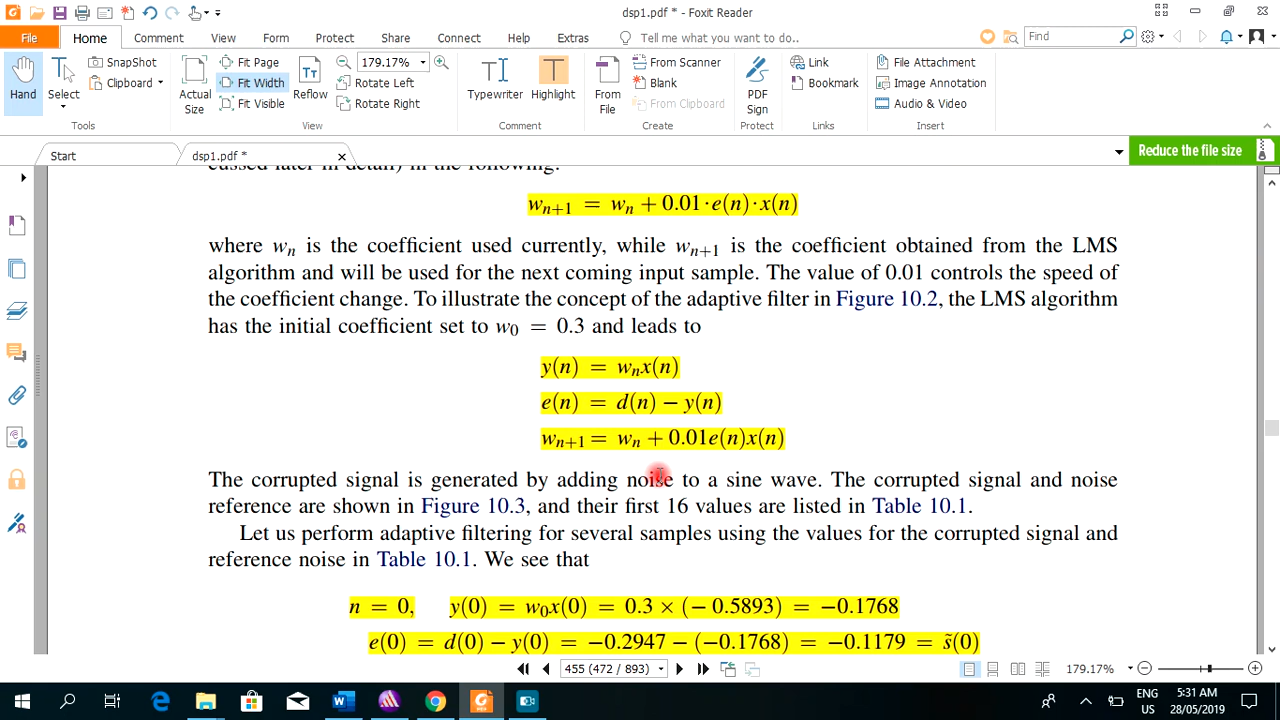 dsp1.pdf * - Foxit Reader
File Home Comment View Form Protect Share Connect Help Extras Tell me what you want to do.. Find
Hand
Select
SnapShot
Clipboard
Actual Size
Fit Page
Fit Width
Fit Visible
Reflow
179.17%
Rotate Left
Rotate Right
Typewriter
Highlight
From File
From Scanner
Blank
From Clipboard
PDF Sign
Link
Bookmark
File Attachment
Image Annotation
Audio & Video
Tools View Comment Create Protect Links Insert
Start dsp1.pdf * Reduce the file size
cussed later in detail) in the following:
wₙ₊₁ = wₙ + 0.01·e(n)·x(n)
where wₙ is the coefficient used currently, while wₙ₊₁ is the coefficient obtained from the LMS
algorithm and will be used for the next coming input sample. The value of 0.01 controls the speed of
the coefficient change. To illustrate the concept of the adaptive filter in Figure 10.2, the LMS algorithm
has the initial coefficient set to w₀ = 0.3 and leads to
y(n) = wₙx(n)
e(n) = d(n) − y(n)
wₙ₊₁ = wₙ + 0.01e(n)x(n)
The corrupted signal is generated by adding noise to a sine wave. The corrupted signal and noise
reference are shown in Figure 10.3, and their first 16 values are listed in Table 10.1.
Let us perform adaptive filtering for several samples using the values for the corrupted signal and
reference noise in Table 10.1. We see that
n = 0, y(0) = w₀x(0) = 0.3 × (− 0.5893) = −0.1768
e(0) = d(0) − y(0) = −0.2947 − (−0.1768) = −0.1179 = s̃(0)
455 (472 / 893) 179.17%
ENG US
5:31 AM
28/05/2019